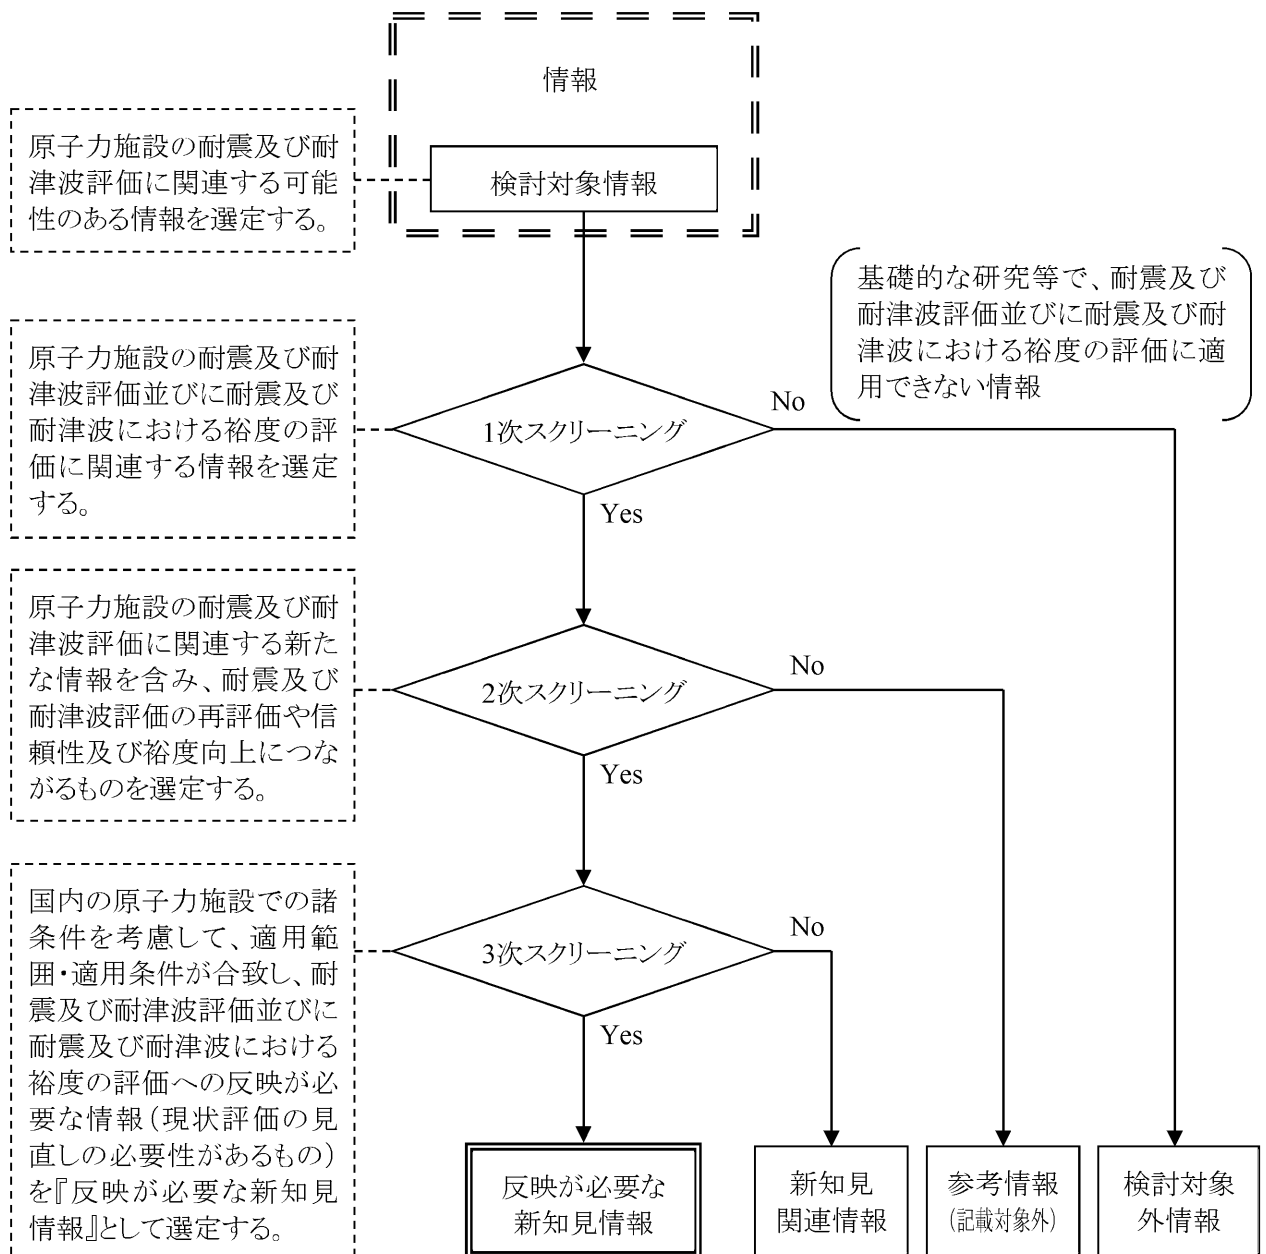 情報
検討対象情報
原子力施設の耐震及び耐
津波評価に関連する可能
性のある情報を選定する。
基礎的な研究等で、耐震及び
耐津波評価並びに耐震及び耐
津波における裕度の評価に適
用できない情報
原子力施設の耐震及び耐
津波評価並びに耐震及び
耐津波における裕度の評
価に関連する情報を選定
する。
1次スクリーニング
No
Yes
原子力施設の耐震及び耐
津波評価に関連する新た
な情報を含み、耐震及び
耐津波評価の再評価や信
頼性及び裕度向上につな
がるものを選定する。
2次スクリーニング
No
Yes
国内の原子力施設での諸
条件を考慮して、適用範
囲・適用条件が合致し、耐
震及び耐津波評価並びに
耐震及び耐津波における
裕度の評価への反映が必
要な情報(現状評価の見
直しの必要性があるもの)
を『反映が必要な新知見
情報』として選定する。
3次スクリーニング
No
Yes
反映が必要な
新知見情報
新知見
関連情報
参考情報
(記載対象外)
検討対象
外情報